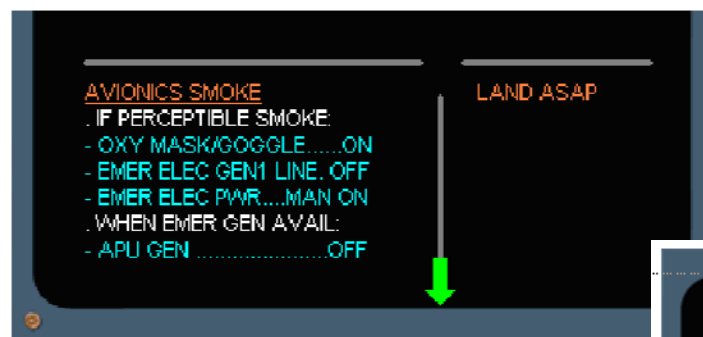 AVIONICS SMOKE
. IF PERCEPTIBLE SMOKE:
- OXY MASK/GOGGLE......ON
- EMER ELEC GEN1 LINE. OFF
- EMER ELEC PWR....MAN ON
. WHEN EMER GEN AVAIL:
- APU GEN ......................OFF
LAND ASAP